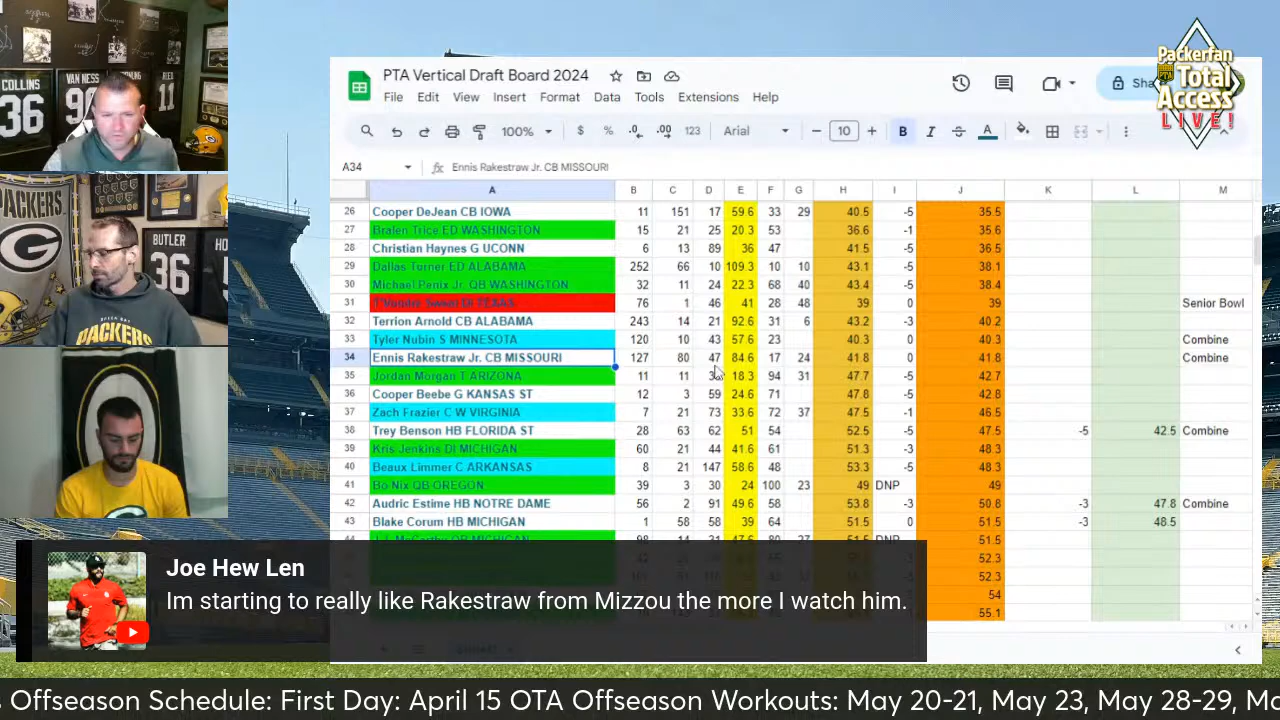 COLLINS
36
VAN NESS
90
11
BUTLER
36
PACKERS
Packerfan
PTA
Total
Access
LIVE!
PTA Vertical Draft Board 2024
File Edit View Insert Format Data Tools Extensions Help
Sha
100% $ % .0 .00 123 Arial 10 B I A
A34 fx Ennis Rakestraw Jr. CB MISSOURI
A B C D E F G H I J K L M
26 Cooper DeJean CB IOWA 11 151 17 59.6 33 29 40.5 -5 35.5
27 Bralen Trice ED WASHINGTON 15 21 25 20.3 53 36.6 -1 35.6
28 Christian Haynes G UCONN 6 13 89 36 47 41.5 -5 36.5
29 Dallas Turner ED ALABAMA 252 66 10 109.3 10 10 43.1 -5 38.1
30 Michael Penix Jr. QB WASHINGTON 32 11 24 22.3 68 40 43.4 -5 38.4
31 TEXAS 76 1 46 41 28 48 39 0 39 Senior Bowl
32 Terrion Arnold CB ALABAMA 243 14 21 92.6 31 6 43.2 -3 40.2
33 Tyler Nubin S MINNESOTA 120 10 43 57.6 23 40.3 0 40.3 Combine
34 Ennis Rakestraw Jr. CB MISSOURI 127 80 47 84.6 17 24 41.8 0 41.8 Combine
35 Jordan Morgan T ARIZONA 11 11 18.3 94 31 47.7 -5 42.7
36 Cooper Beebe G KANSAS ST 12 3 59 24.6 71 47.8 -5 42.8
37 Zach Frazier C W VIRGINIA 7 21 73 33.6 72 37 47.5 -1 46.5
38 Trey Benson HB FLORIDA ST 28 63 62 51 54 52.5 -5 47.5 -5 42.5 Combine
39 Kris Jenkins DI MICHIGAN 60 21 44 41.6 61 51.3 -3 48.3
40 Beaux Limmer C ARKANSAS 8 21 147 58.6 48 53.3 -5 48.3
41 Bo Nix QB OREGON 39 3 30 24 100 23 49 DNP 49
42 Audric Estime HB NOTRE DAME 56 2 91 49.6 58 53.8 -3 50.8 -3 47.8 Combine
43 Blake Corum HB MICHIGAN 1 58 58 39 64 51.5 0 51.5 -3 48.5
51.5
52.3
52.3
54
55.1
Joe Hew Len
Im starting to really like Rakestraw from Mizzou the more I watch him.
s Offseason Schedule: First Day: April 15 OTA Offseason Workouts: May 20-21, May 23, May 28-29, Mo